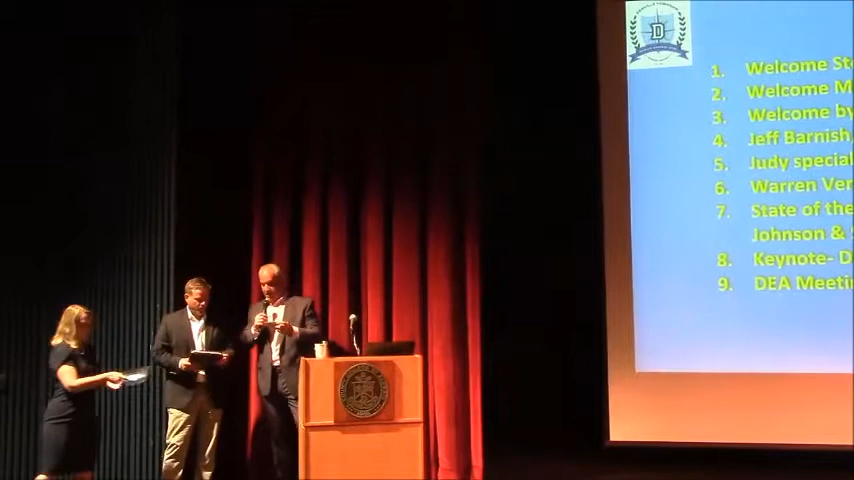 D
1. Welcome St
2. Welcome M
3. Welcome by
4. Jeff Barnish,
5. Judy special
6. Warren Ver
7. State of the
Johnson &
8. Keynote- D
9. DEA Meetin